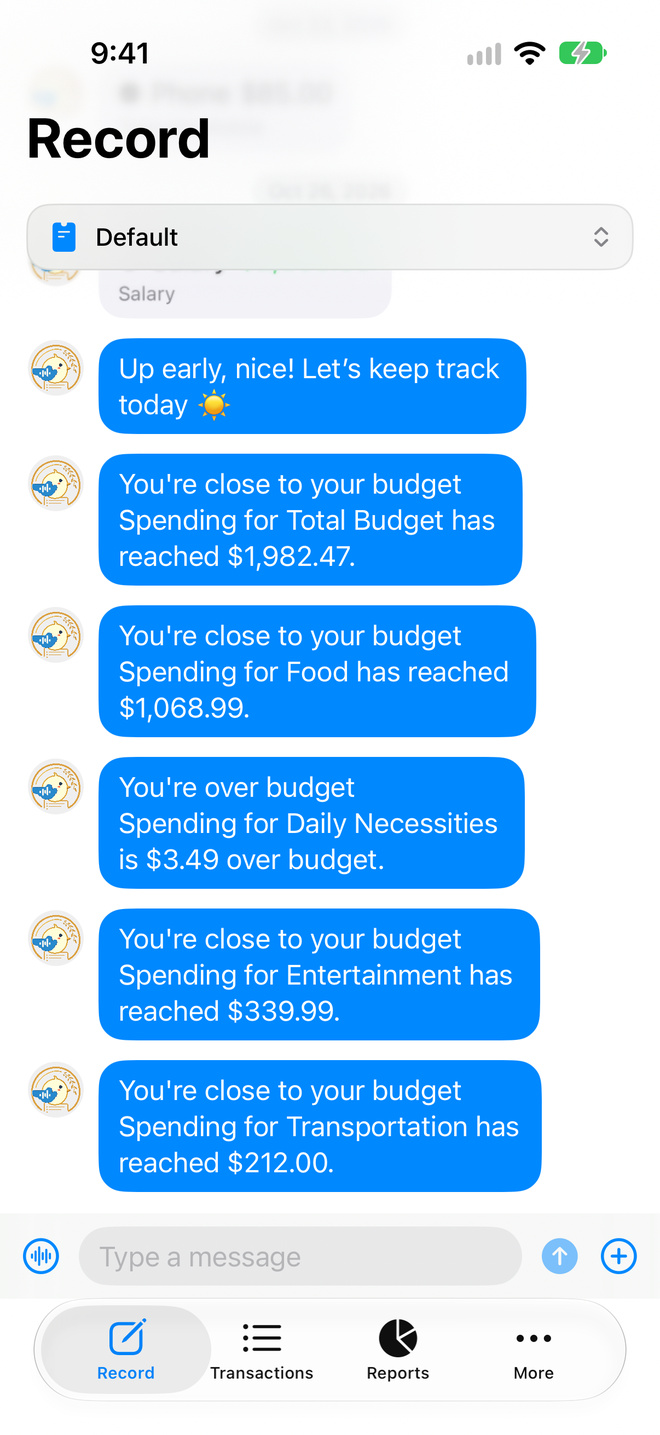 9:41
Phone $85.00
Record
Default
Salary
Up early, nice! Let’s keep track
today
You're close to your budget
Spending for Total Budget has
reached $1,982.47.
You're close to your budget
Spending for Food has reached
$1,068.99.
You're over budget
Spending for Daily Necessities
is $3.49 over budget.
You're close to your budget
Spending for Entertainment has
reached $339.99.
You're close to your budget
Spending for Transportation has
reached $212.00.
Type a message
Record
Transactions
Reports
More